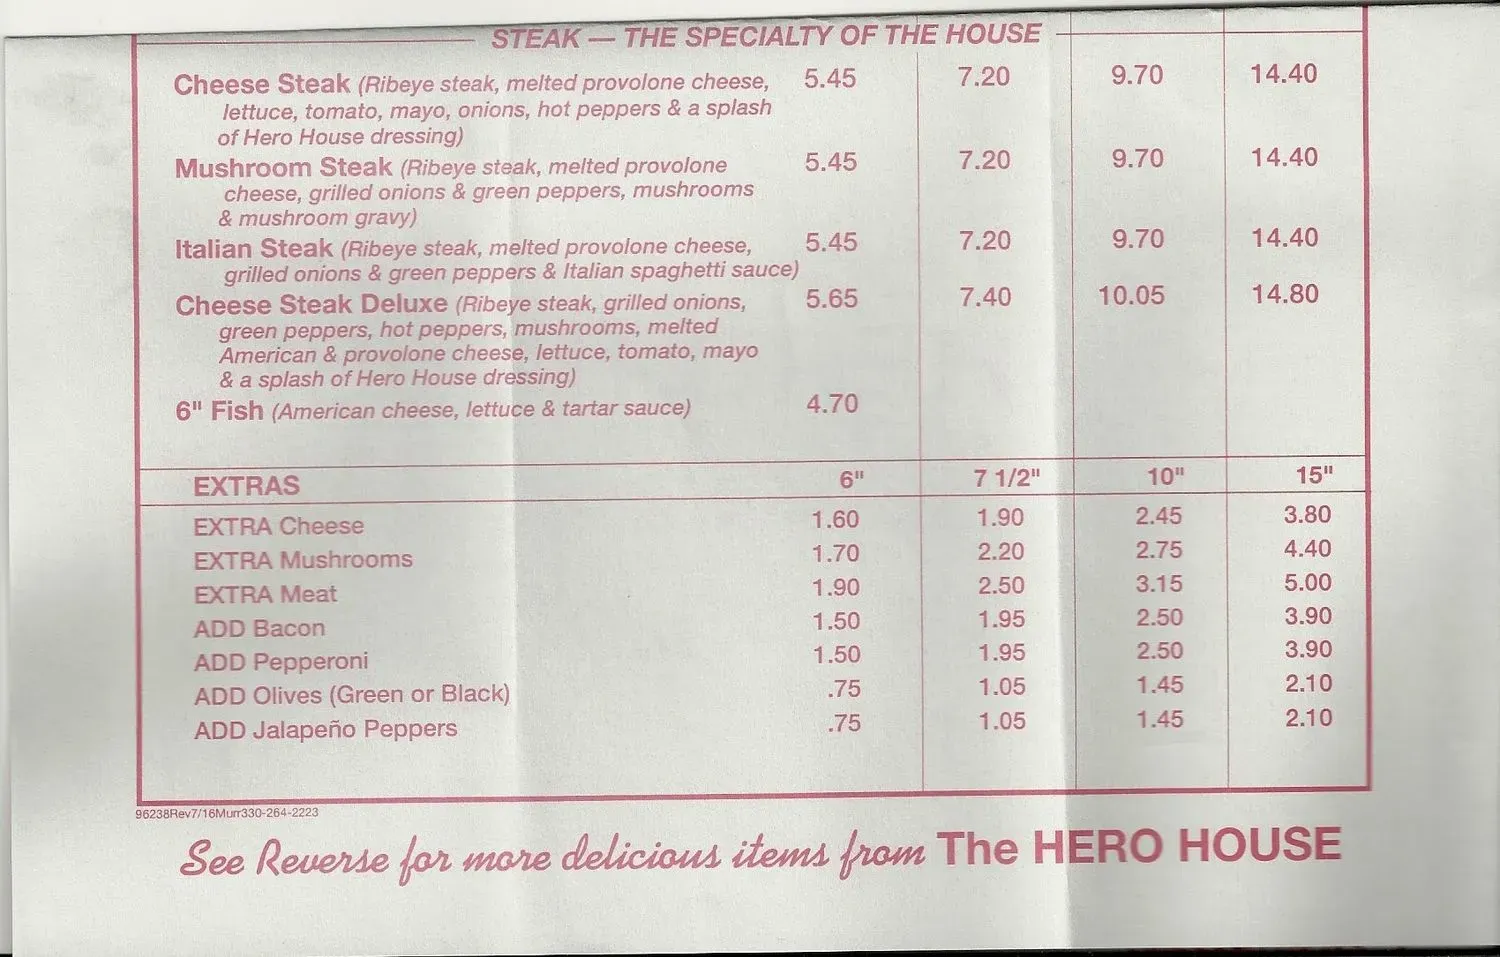 STEAK — THE SPECIALTY OF THE HOUSE
Cheese Steak (Ribeye steak, melted provolone cheese, 5.45 7.20 9.70 14.40
lettuce, tomato, mayo, onions, hot peppers & a splash
of Hero House dressing)
Mushroom Steak (Ribeye steak, melted provolone 5.45 7.20 9.70 14.40
cheese, grilled onions & green peppers, mushrooms
& mushroom gravy)
Italian Steak (Ribeye steak, melted provolone cheese, 5.45 7.20 9.70 14.40
grilled onions & green peppers & Italian spaghetti sauce)
Cheese Steak Deluxe (Ribeye steak, grilled onions, 5.65 7.40 10.05 14.80
green peppers, hot peppers, mushrooms, melted
American & provolone cheese, lettuce, tomato, mayo
& a splash of Hero House dressing)
6" Fish (American cheese, lettuce & tartar sauce) 4.70
EXTRAS 6" 7 1/2" 10" 15"
EXTRA Cheese 1.60 1.90 2.45 3.80
EXTRA Mushrooms 1.70 2.20 2.75 4.40
EXTRA Meat 1.90 2.50 3.15 5.00
ADD Bacon 1.50 1.95 2.50 3.90
ADD Pepperoni 1.50 1.95 2.50 3.90
ADD Olives (Green or Black) .75 1.05 1.45 2.10
ADD Jalapeño Peppers .75 1.05 1.45 2.10
96238Rev7/16Murr330-264-2223
See Reverse for more delicious items from The HERO HOUSE